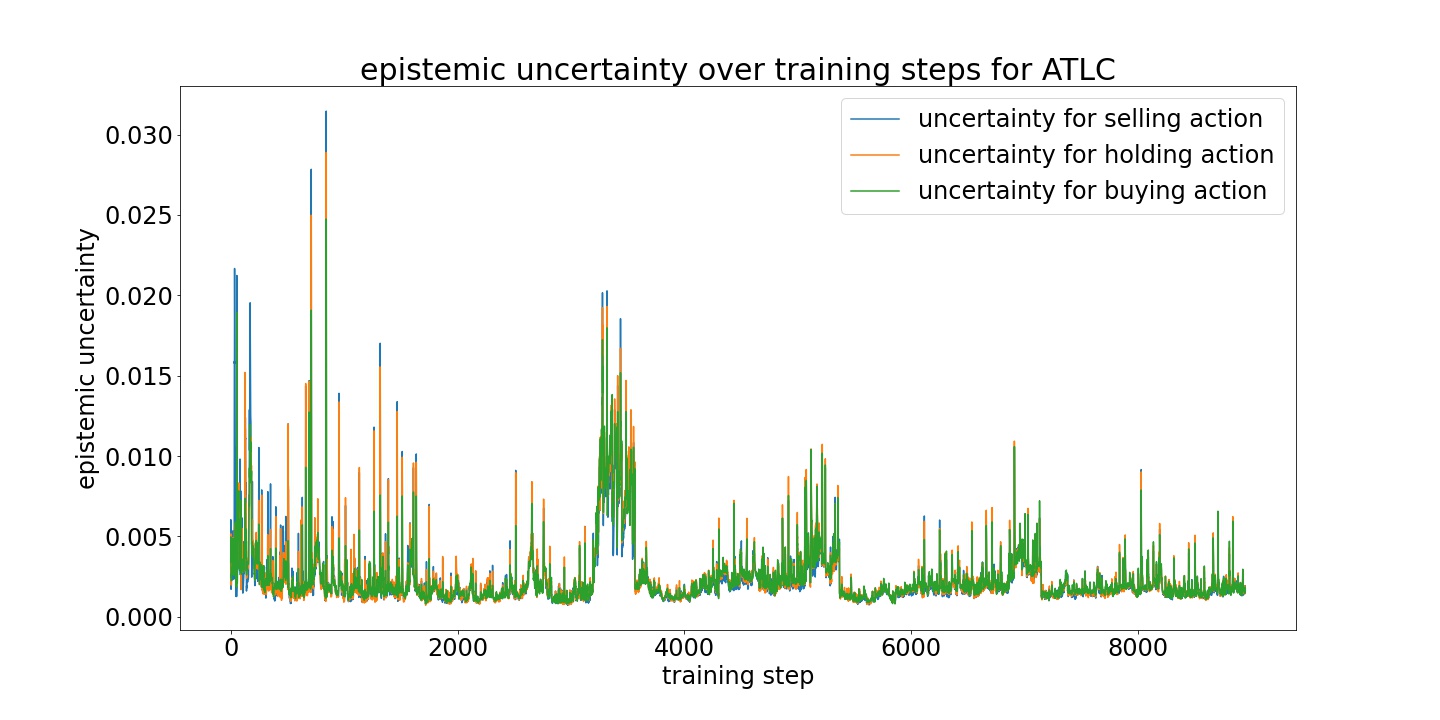 epistemic uncertainty over training steps for ATLC
uncertainty for selling action
uncertainty for holding action
uncertainty for buying action
epistemic uncertainty
0.030
0.025
0.020
0.015
0.010
0.005
0.000
0 2000 4000 6000 8000
training step